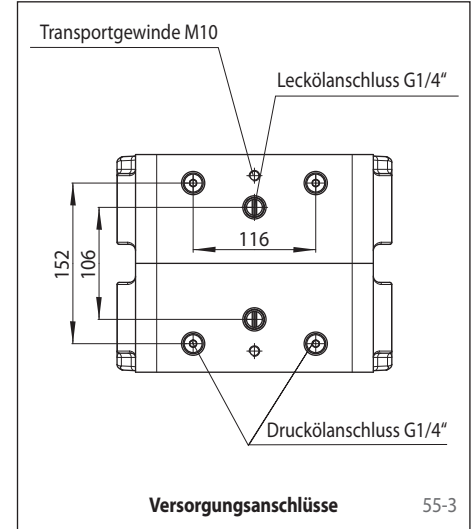 Transportgewinde M10
Leckölanschluss G1/4“
116
152
106
Druckölanschluss G1/4“
Versorgungsanschlüsse
55-3